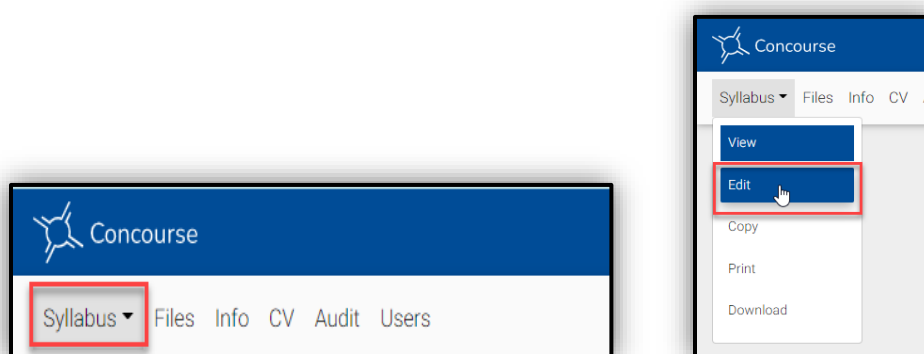 Concourse
Syllabus Files Info CV Audit Users
Concourse
Syllabus Files Info CV
View
Edit
Copy
Print
Download